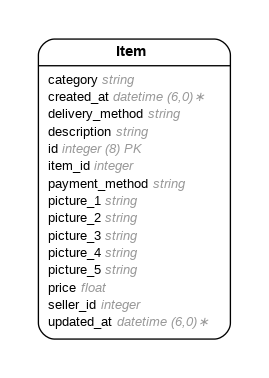 Item
category string
created_at datetime (6,0)∗
delivery_method string
description string
id integer (8) PK
item_id integer
payment_method string
picture_1 string
picture_2 string
picture_3 string
picture_4 string
picture_5 string
price float
seller_id integer
updated_at datetime (6,0)∗